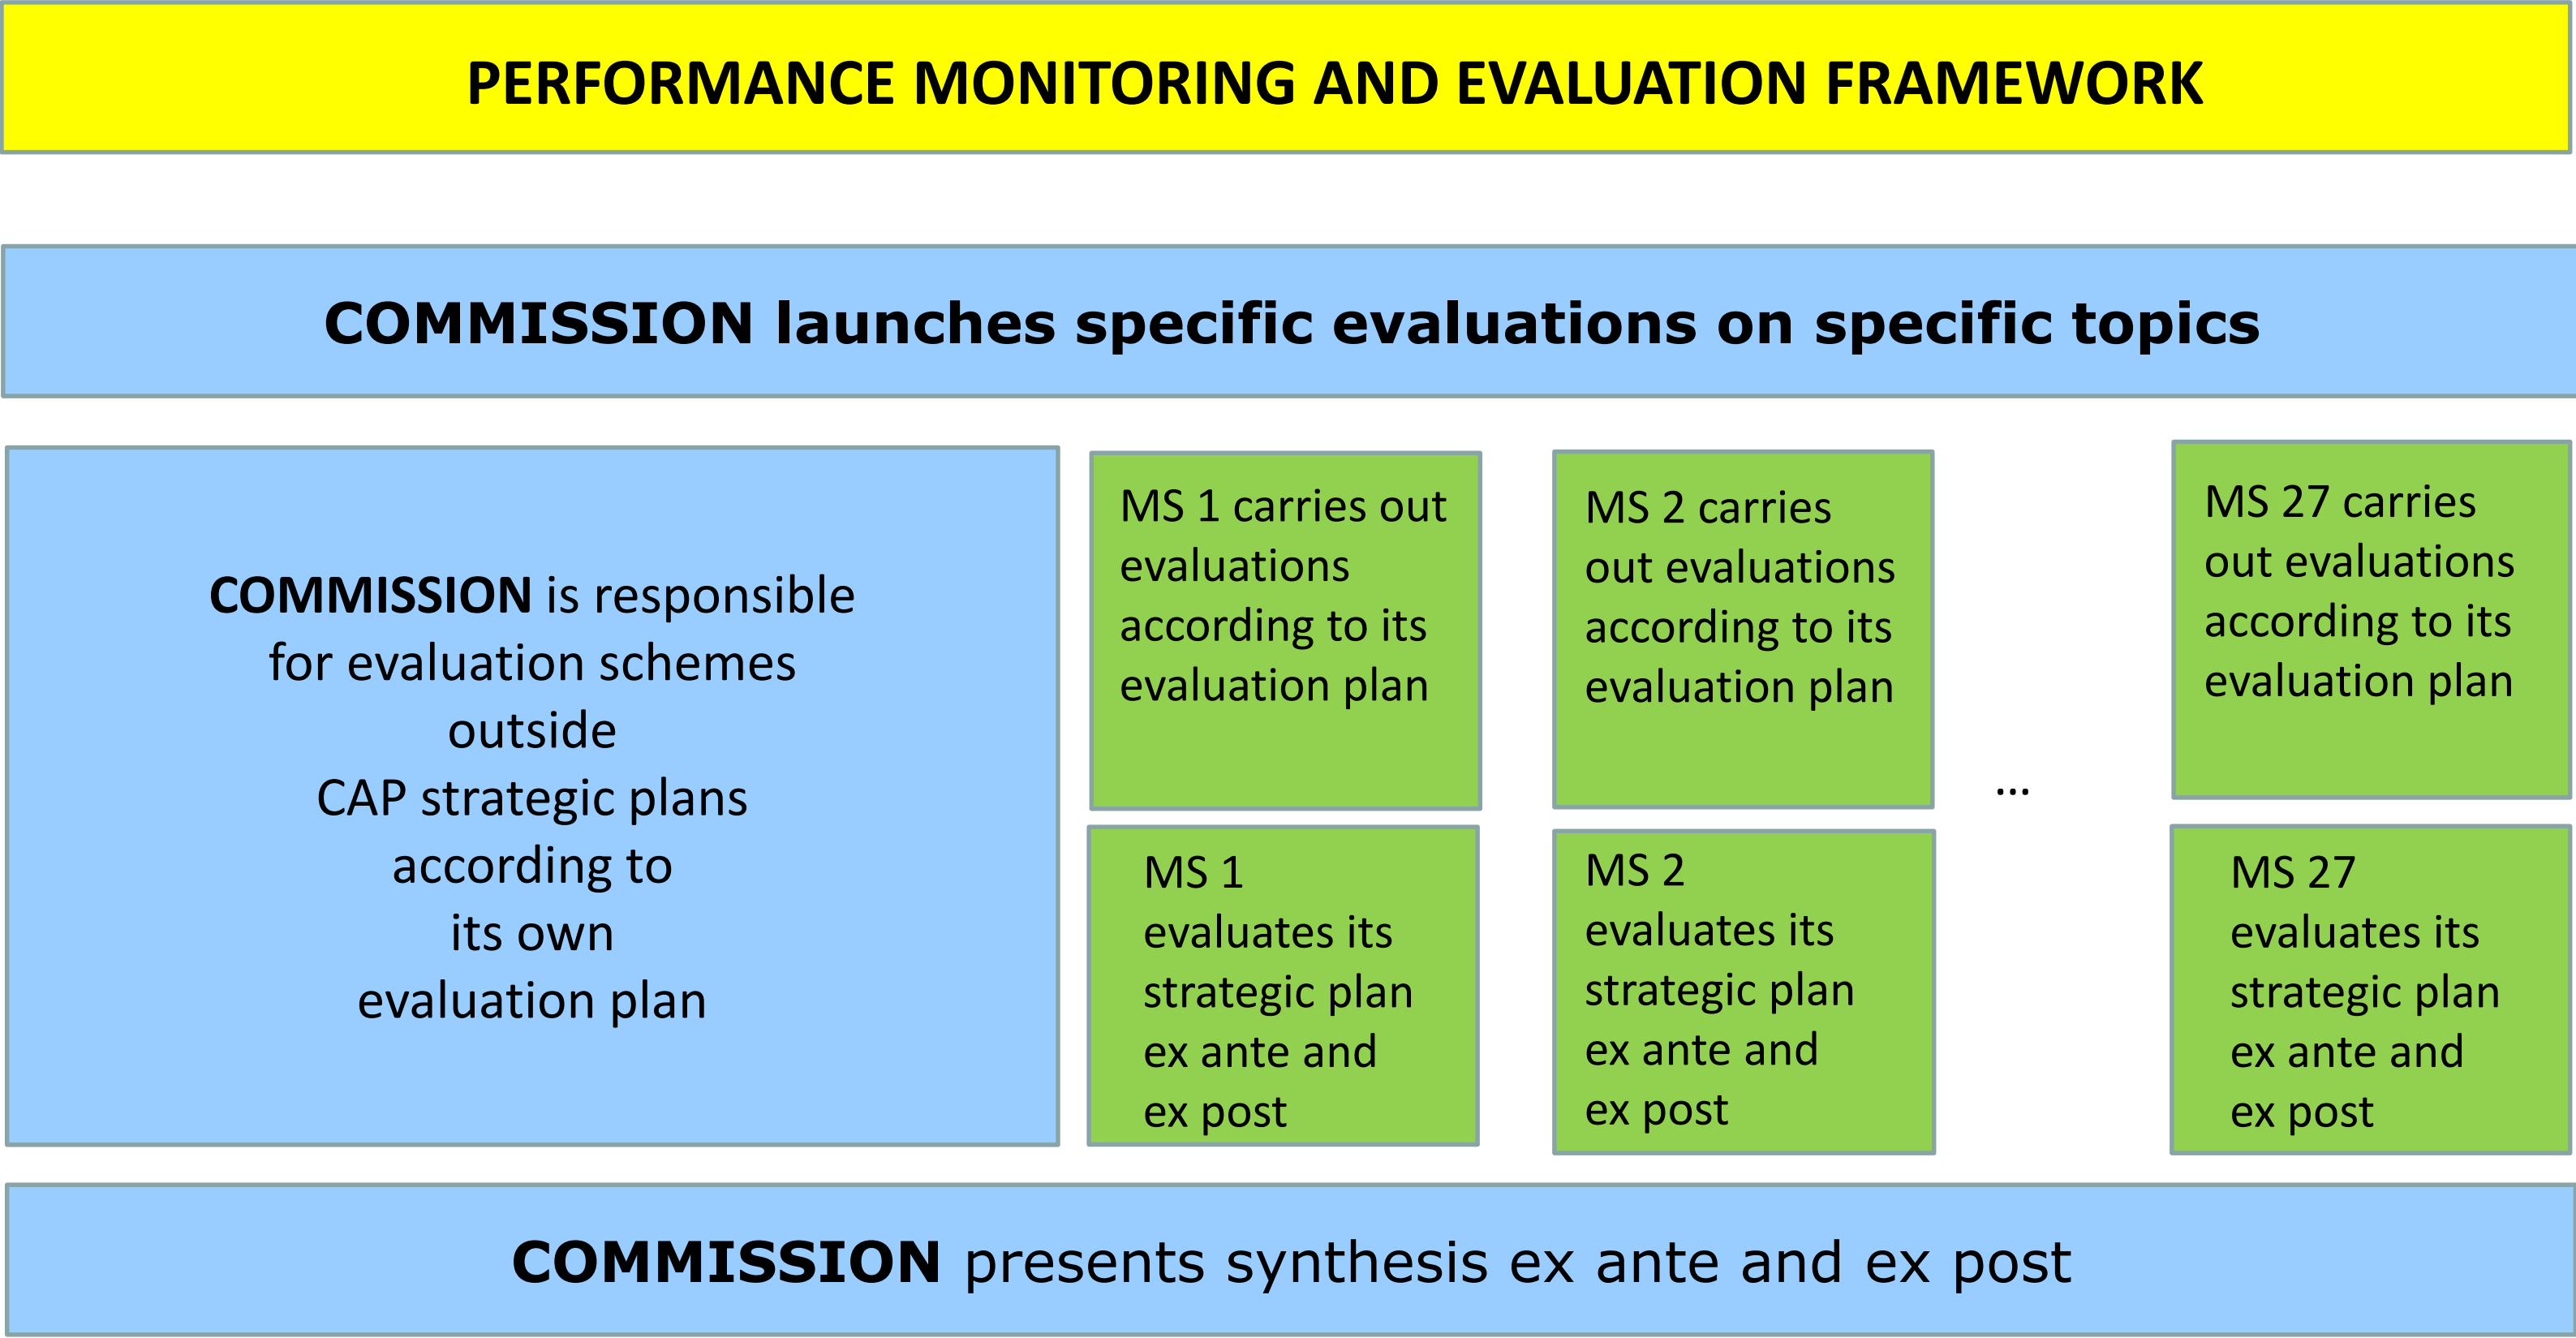 PERFORMANCE MONITORING AND EVALUATION FRAMEWORK
COMMISSION launches specific evaluations on specific topics
COMMISSION is responsible
for evaluation schemes
outside
CAP strategic plans
according to
its own
evaluation plan
MS 1 carries out
evaluations
according to its
evaluation plan
MS 2 carries
out evaluations
according to its
evaluation plan
...
MS 27 carries
out evaluations
according to its
evaluation plan
MS 1
evaluates its
strategic plan
ex ante and
ex post
MS 2
evaluates its
strategic plan
ex ante and
ex post
MS 27
evaluates its
strategic plan
ex ante and
ex post
COMMISSION presents synthesis ex ante and ex post